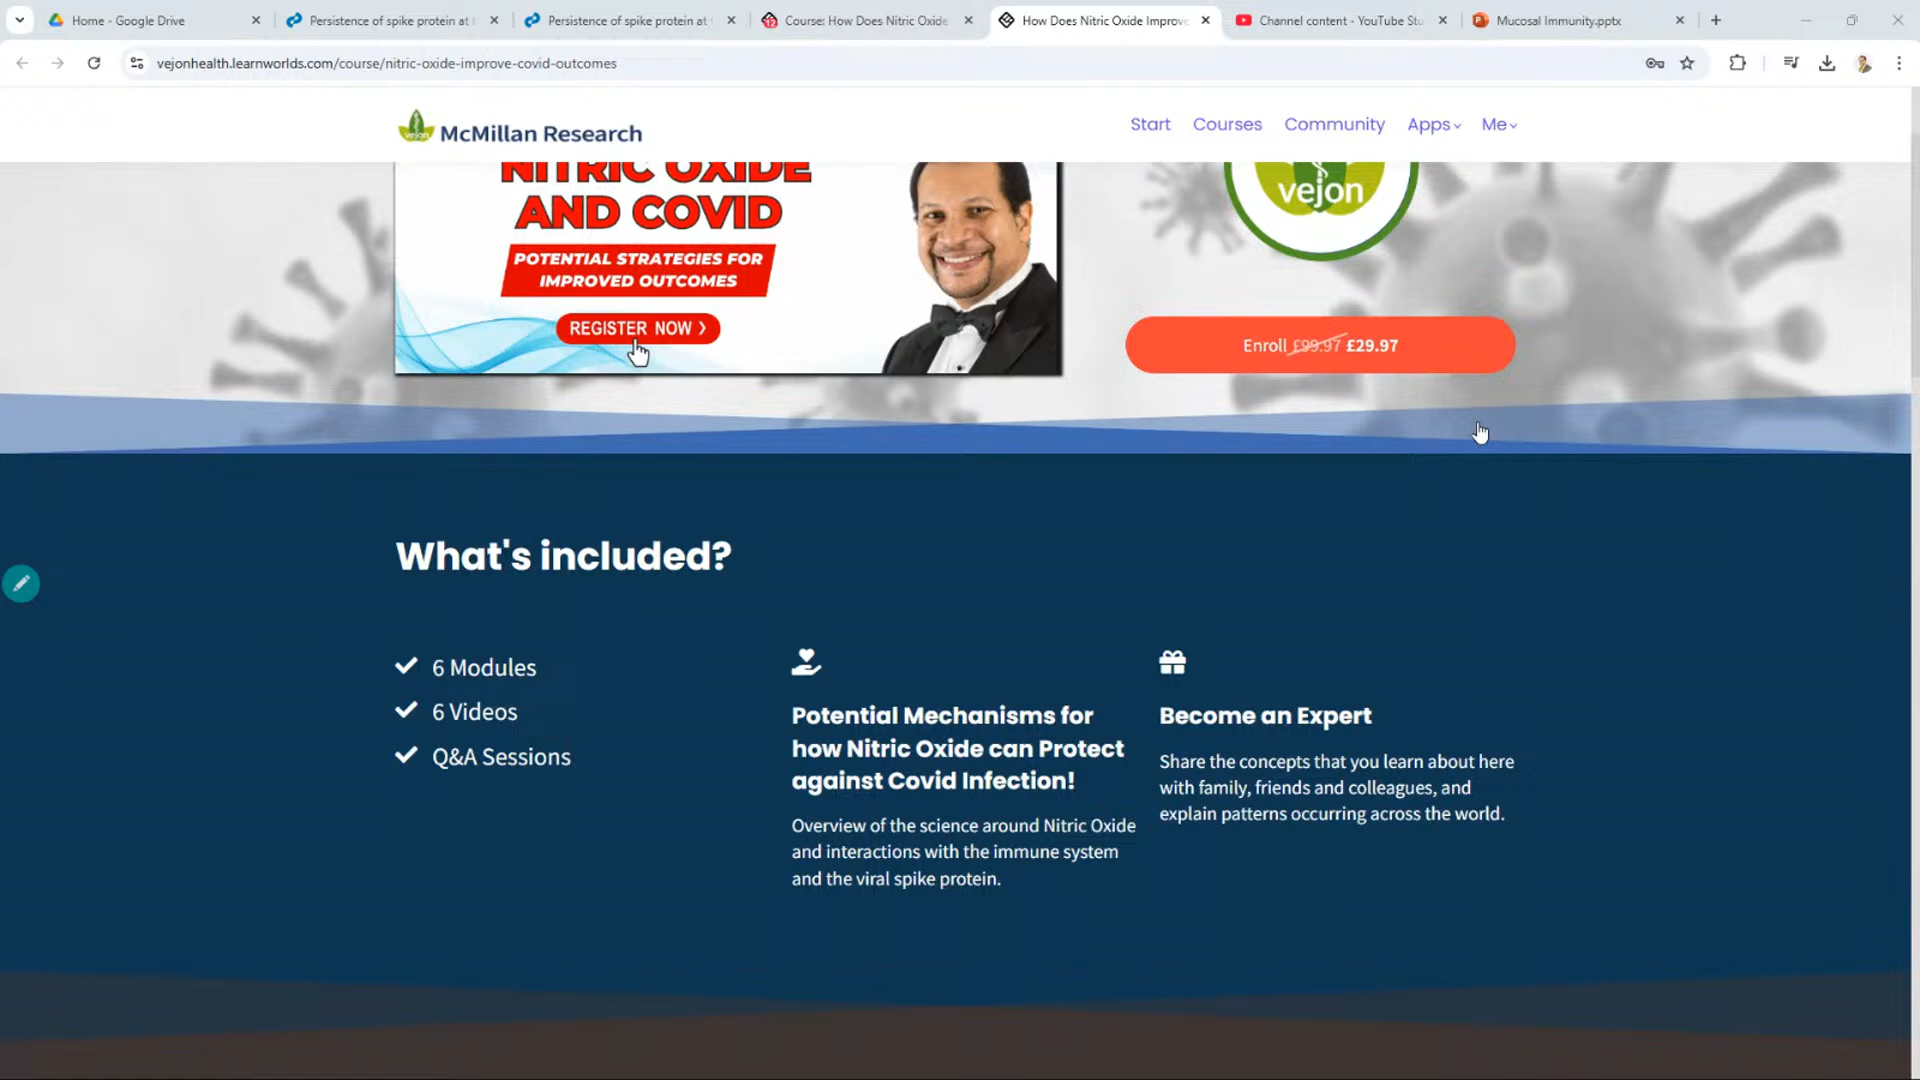 Home - Google Drive
Persistence of spike protein at
Persistence of spike protein at
Course: How Does Nitric Oxide
How Does Nitric Oxide Improve
Channel content - YouTube Stu
Mucosal Immunity.pptx
vejonhealth.learnworlds.com/course/nitric-oxide-improve-covid-outcomes
vejon
McMillan Research
Start
Courses
Community
Apps
Me
NITRIC OXIDE
AND COVID
POTENTIAL STRATEGIES FOR
IMPROVED OUTCOMES
REGISTER NOW ❯
vejon
Enroll £99.97 £29.97
What's included?
6 Modules
6 Videos
Q&A Sessions
Potential Mechanisms for
how Nitric Oxide can Protect
against Covid Infection!
Overview of the science around Nitric Oxide
and interactions with the immune system
and the viral spike protein.
Become an Expert
Share the concepts that you learn about here
with family, friends and colleagues, and
explain patterns occurring across the world.